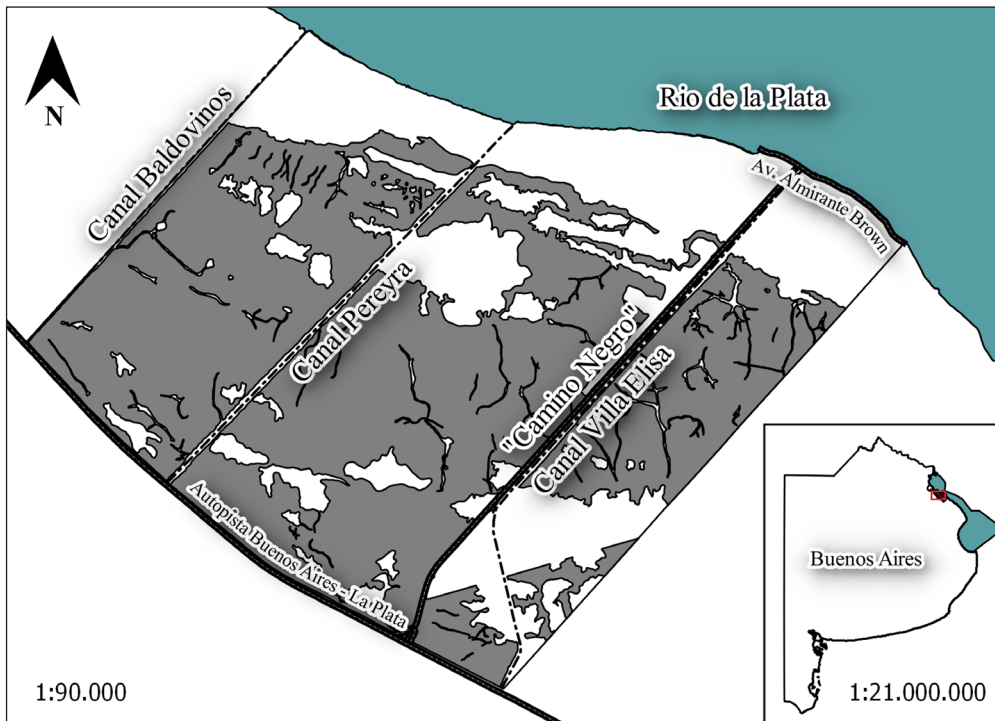 N
Canal Baldovinos
Rio de la Plata
Av. Almirante Brown
Canal Pereyra
"Camino Negro"
Canal Villa Elisa
Autopista Buenos Aires - La Plata
Buenos Aires
1:90.000
1:21.000.000